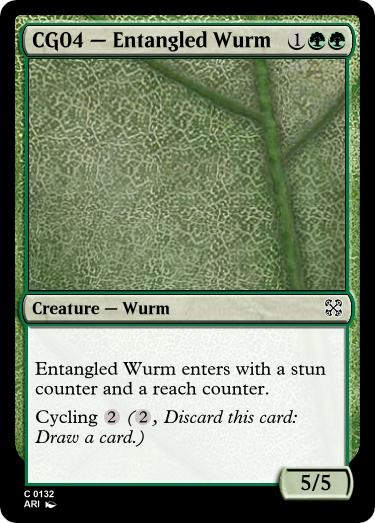 CG04 — Entangled Wurm 1
Creature — Wurm
Entangled Wurm enters with a stun
counter and a reach counter.
Cycling 2 (2, Discard this card:
Draw a card.)
5/5
C 0132
ARI